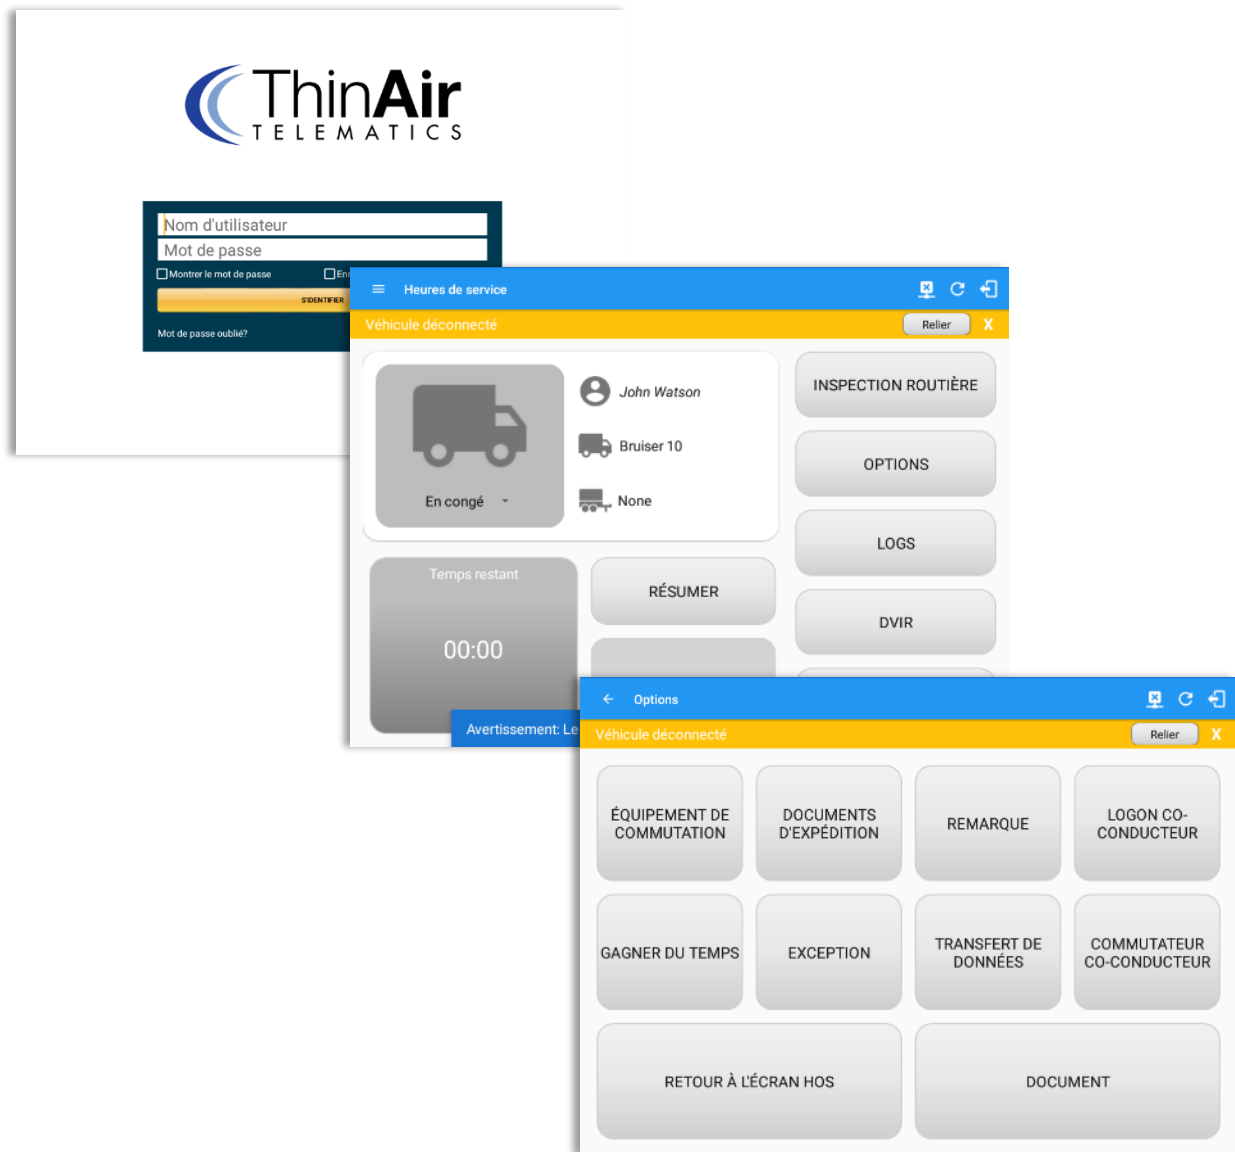 ThinAir
TELEMATICS
Nom d'utilisateur
Mot de passe
Montrer le mot de passe
S'IDENTIFIER
Mot de passe oublié?
Heures de service
Véhicule déconnecté
Relier
X
En congé
John Watson
Bruiser 10
None
INSPECTION ROUTIÈRE
OPTIONS
LOGS
DVIR
Temps restant
00:00
RÉSUMER
Avertissement: Le
Options
Véhicule déconnecté
Relier
X
ÉQUIPEMENT DE
COMMUTATION
DOCUMENTS
D'EXPÉDITION
REMARQUE
LOGON CO-
CONDUCTEUR
GAGNER DU TEMPS
EXCEPTION
TRANSFERT DE
DONNÉES
COMMUTATEUR
CO-CONDUCTEUR
RETOUR À L'ÉCRAN HOS
DOCUMENT